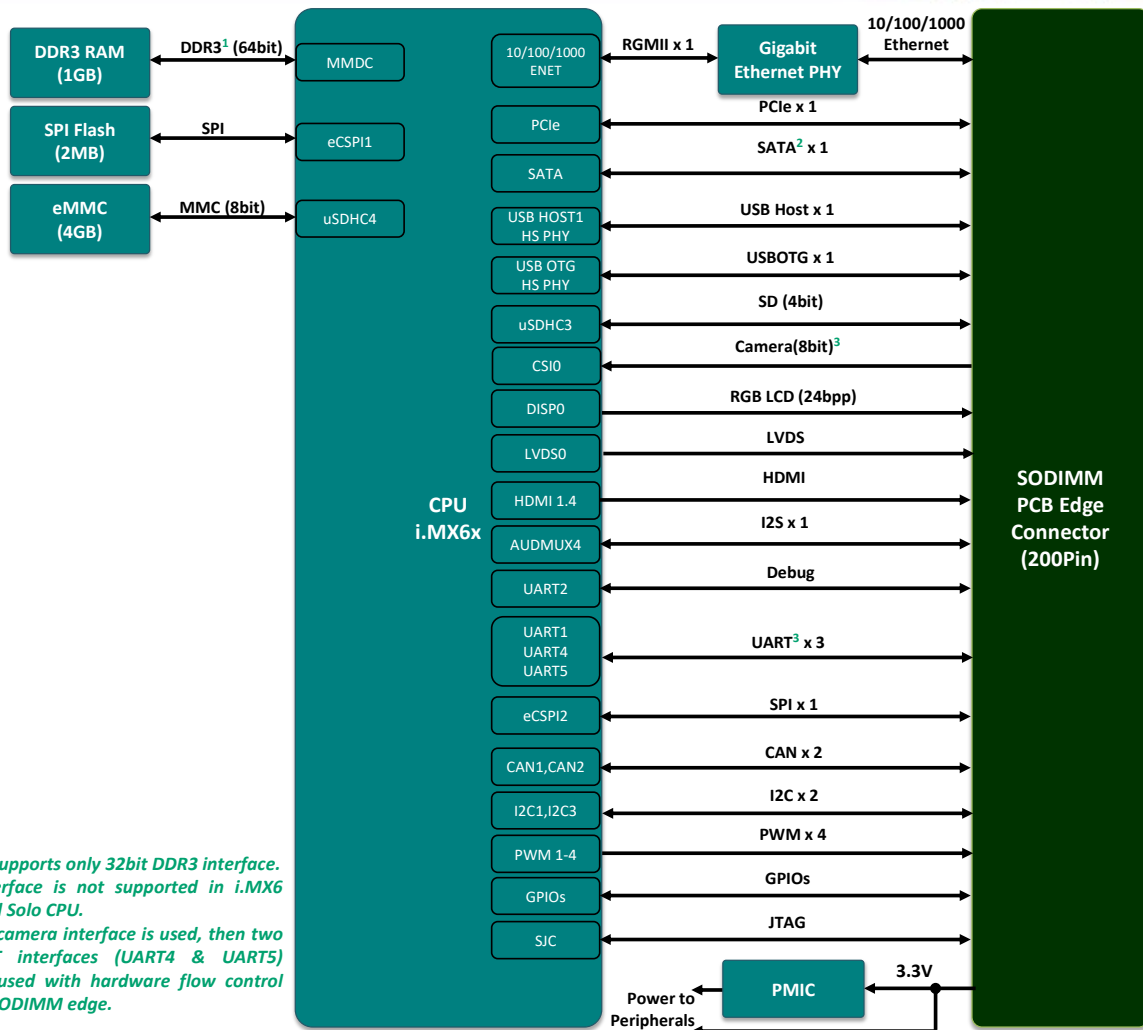 DDR3 RAM
(1GB)
DDR3¹ (64bit)
MMDC
SPI Flash
(2MB)
SPI
eCSPI1
eMMC
(4GB)
MMC (8bit)
uSDHC4
CPU
i.MX6x
10/100/1000
ENET
RGMII x 1
Gigabit
Ethernet PHY
10/100/1000
Ethernet
PCIe
PCIe x 1
SATA
SATA² x 1
USB HOST1
HS PHY
USB Host x 1
USB OTG
HS PHY
USBOTG x 1
uSDHC3
SD (4bit)
CSI0
Camera(8bit)³
DISP0
RGB LCD (24bpp)
LVDS0
LVDS
HDMI 1.4
HDMI
AUDMUX4
I2S x 1
UART2
Debug
UART1
UART4
UART5
UART³ x 3
eCSPI2
SPI x 1
CAN1,CAN2
CAN x 2
I2C1,I2C3
I2C x 2
PWM 1-4
PWM x 4
GPIOs
GPIOs
SJC
JTAG
SODIMM
PCB Edge
Connector
(200Pin)
PMIC
3.3V
Power to
Peripherals
supports only 32bit DDR3 interface.
erface is not supported in i.MX6
Solo CPU.
camera interface is used, then two
interfaces (UART4 & UART5)
used with hardware flow control
SODIMM edge.